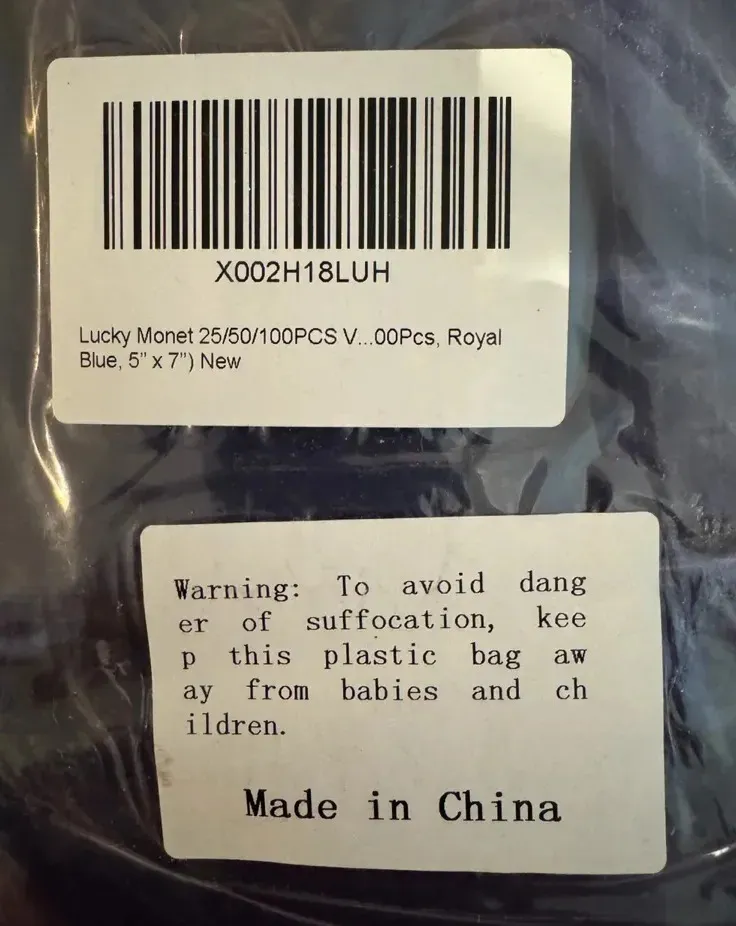 X002H18LUH
Lucky Monet 25/50/100PCS V...00Pcs, Royal
Blue, 5” x 7”) New
Warning: To avoid dang
er of suffocation, kee
p this plastic bag aw
ay from babies and ch
ildren.
Made in China